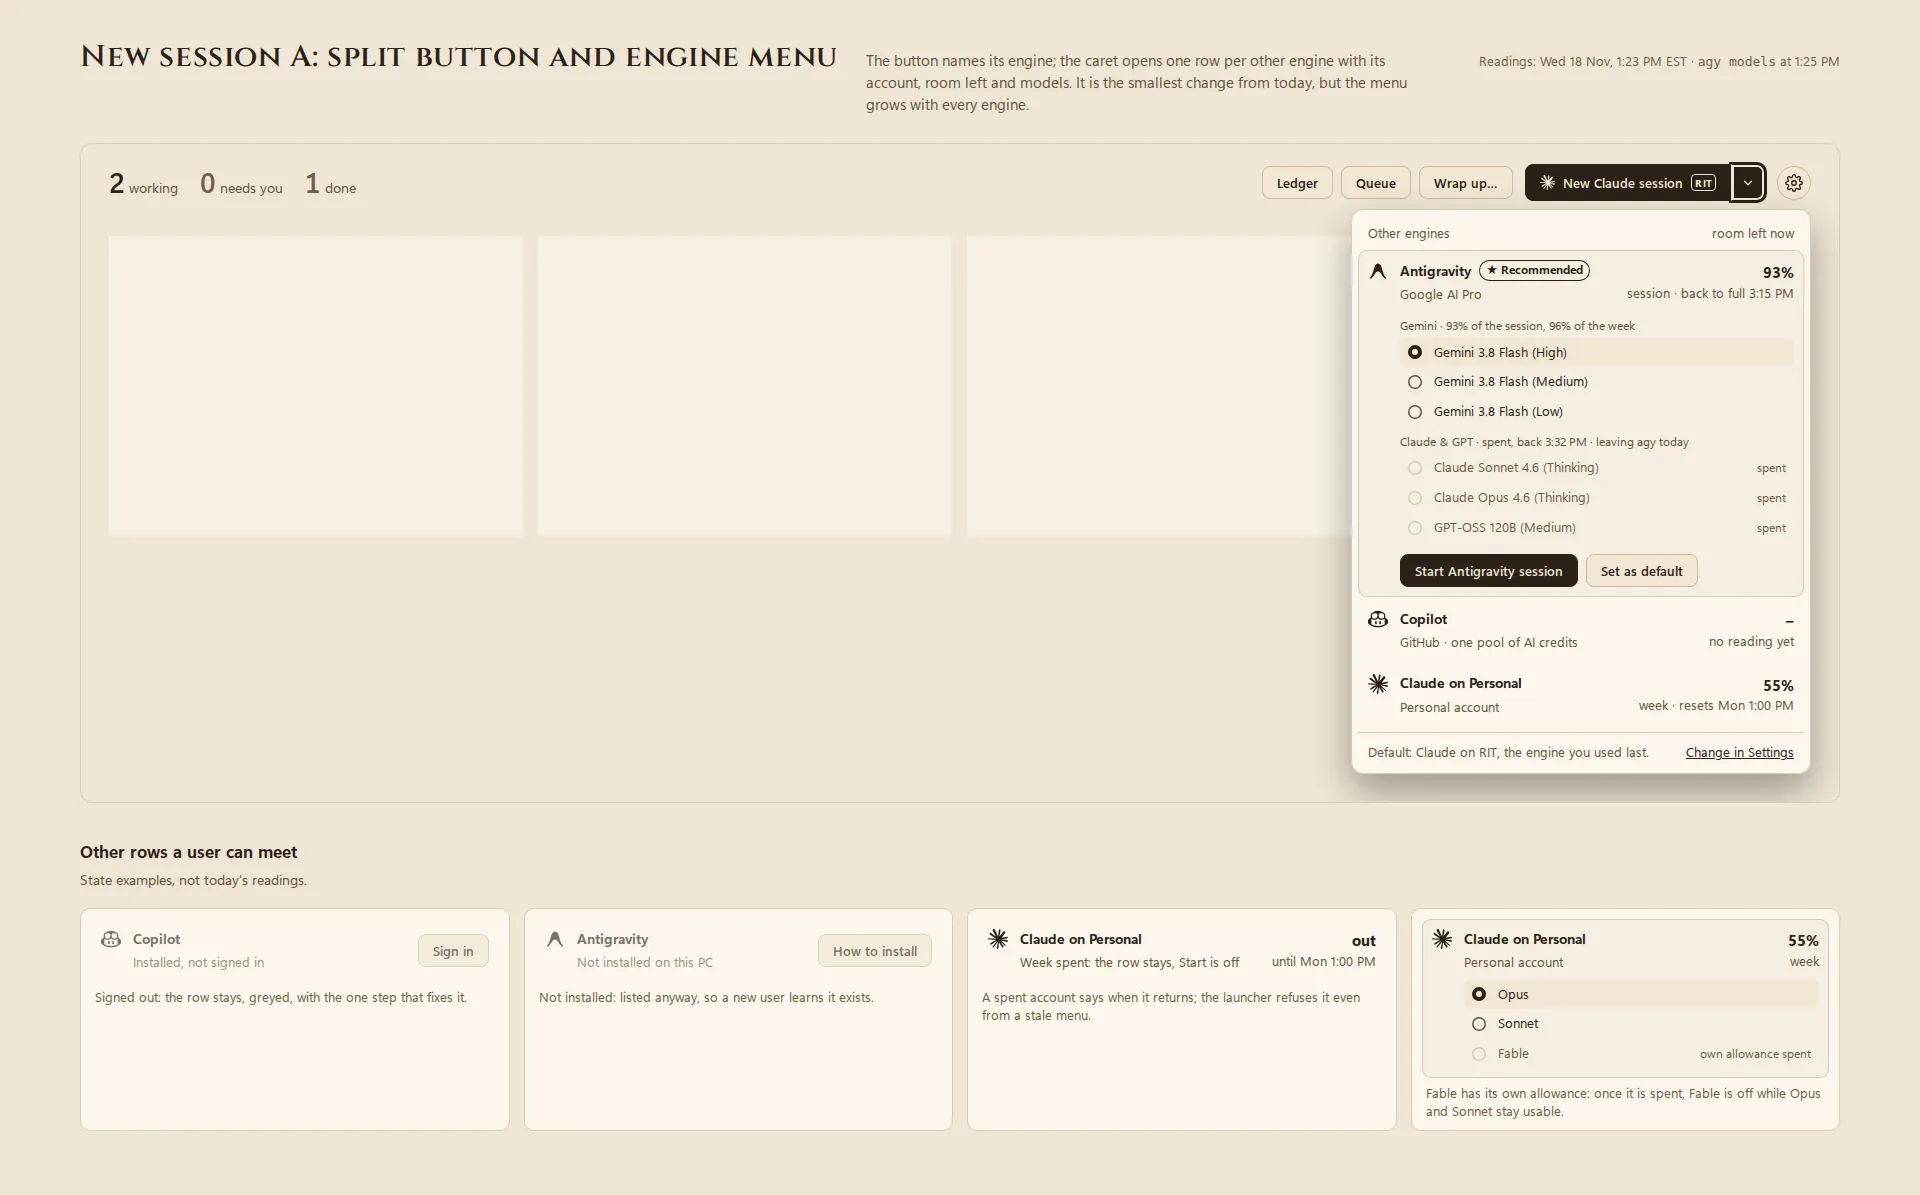 New session A: split button and engine menu
The button names its engine; the caret opens one row per other engine with its
account, room left and models. It is the smallest change from today, but the menu
grows with every engine.
Readings: Wed 18 Nov, 1:23 PM EST · agy models at 1:25 PM
2 working 0 needs you 1 done
Ledger Queue Wrap up... New Claude session RIT
Other engines room left now
Antigravity ★ Recommended 93%
Google AI Pro session · back to full 3:15 PM
Gemini · 93% of the session, 96% of the week
Gemini 3.8 Flash (High)
Gemini 3.8 Flash (Medium)
Gemini 3.8 Flash (Low)
Claude & GPT · spent, back 3:32 PM · leaving agy today
Claude Sonnet 4.6 (Thinking) spent
Claude Opus 4.6 (Thinking) spent
GPT-OSS 120B (Medium) spent
Start Antigravity session Set as default
Copilot –
GitHub · one pool of AI credits no reading yet
Claude on Personal 55%
Personal account week · resets Mon 1:00 PM
Default: Claude on RIT, the engine you used last. Change in Settings
Other rows a user can meet
State examples, not today's readings.
Copilot
Installed, not signed in
Sign in
Signed out: the row stays, greyed, with the one step that fixes it.
Antigravity
Not installed on this PC
How to install
Not installed: listed anyway, so a new user learns it exists.
Claude on Personal out
Week spent: the row stays, Start is off until Mon 1:00 PM
A spent account says when it returns; the launcher refuses it even
from a stale menu.
Claude on Personal 55%
Personal account week
Opus
Sonnet
Fable own allowance spent
Fable has its own allowance: once it is spent, Fable is off while Opus
and Sonnet stay usable.